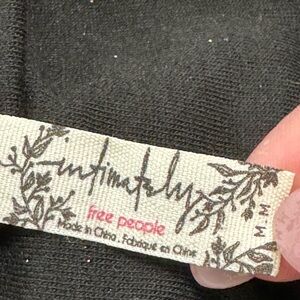 intimately
free people
Made in China . Fabriqué en Chine
M M